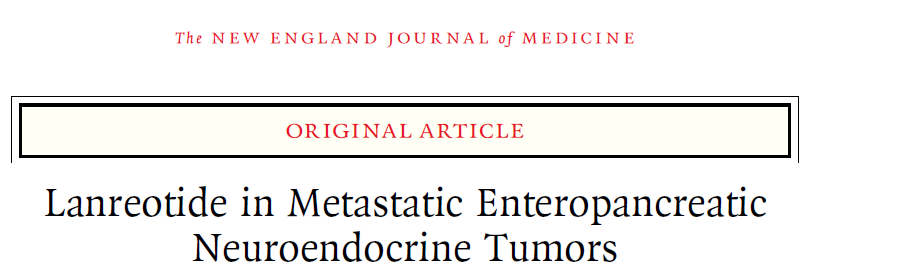 The NEW ENGLAND JOURNAL of MEDICINE
ORIGINAL ARTICLE
Lanreotide in Metastatic Enteropancreatic
Neuroendocrine Tumors